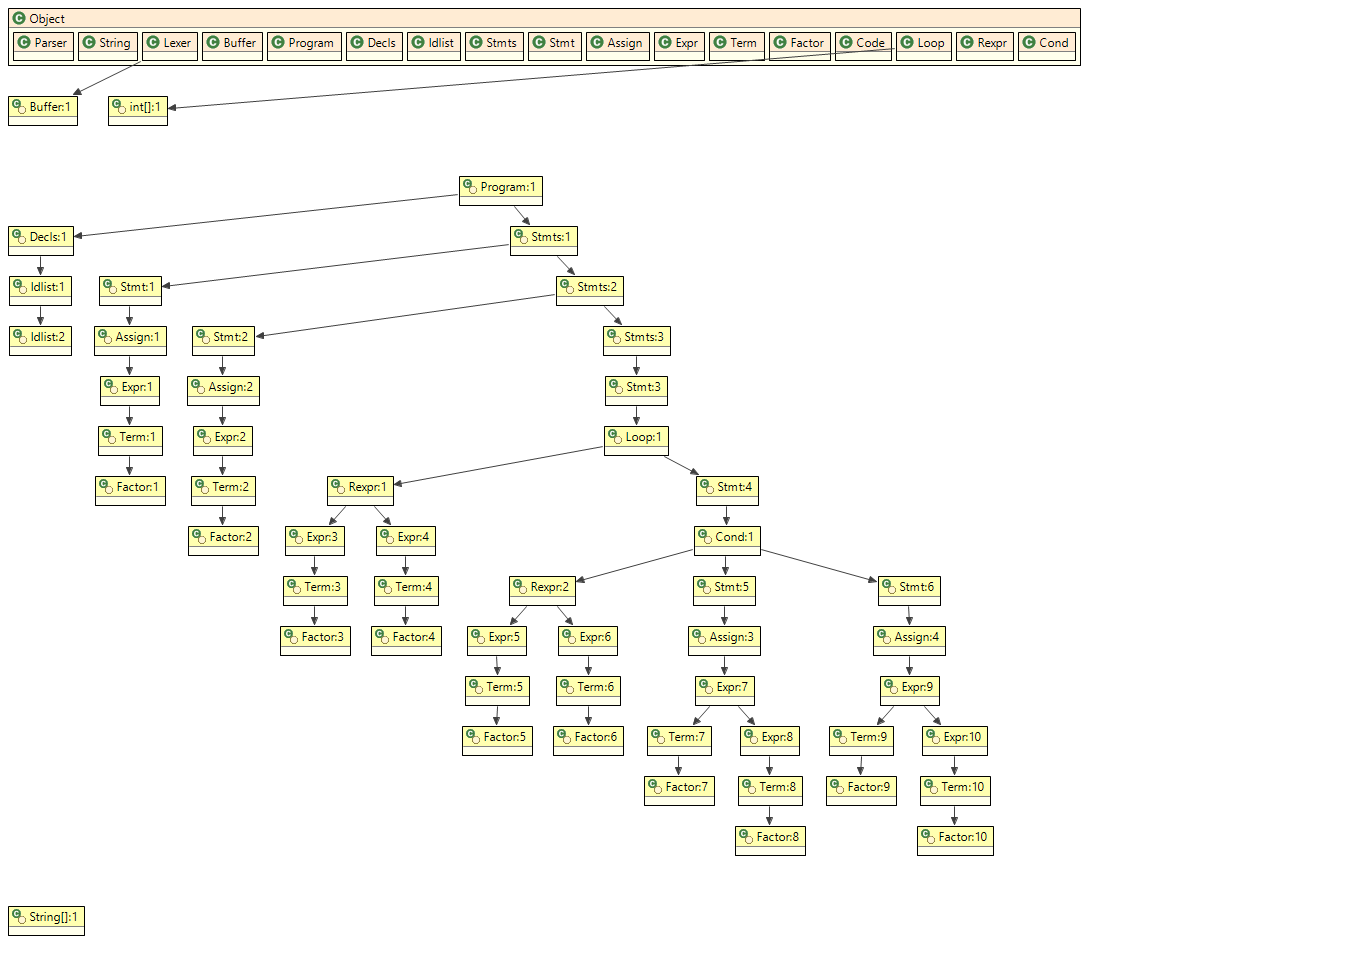 Object
Parser String Lexer Buffer Program Decls Idlist Stmts Stmt Assign Expr Term Factor Code Loop Rexpr Cond
Buffer:1 int[]:1
Program:1
Decls:1 Stmts:1
Idlist:1 Stmt:1 Stmts:2
Idlist:2 Assign:1 Stmt:2 Stmts:3
Expr:1 Assign:2 Stmt:3
Term:1 Expr:2 Loop:1
Factor:1 Term:2 Rexpr:1 Stmt:4
Factor:2 Expr:3 Expr:4 Cond:1
Term:3 Term:4 Rexpr:2 Stmt:5 Stmt:6
Factor:3 Factor:4 Expr:5 Expr:6 Assign:3 Assign:4
Term:5 Term:6 Expr:7 Expr:9
Factor:5 Factor:6 Term:7 Expr:8 Term:9 Expr:10
Factor:7 Term:8 Factor:9 Term:10
Factor:8 Factor:10
String[]:1